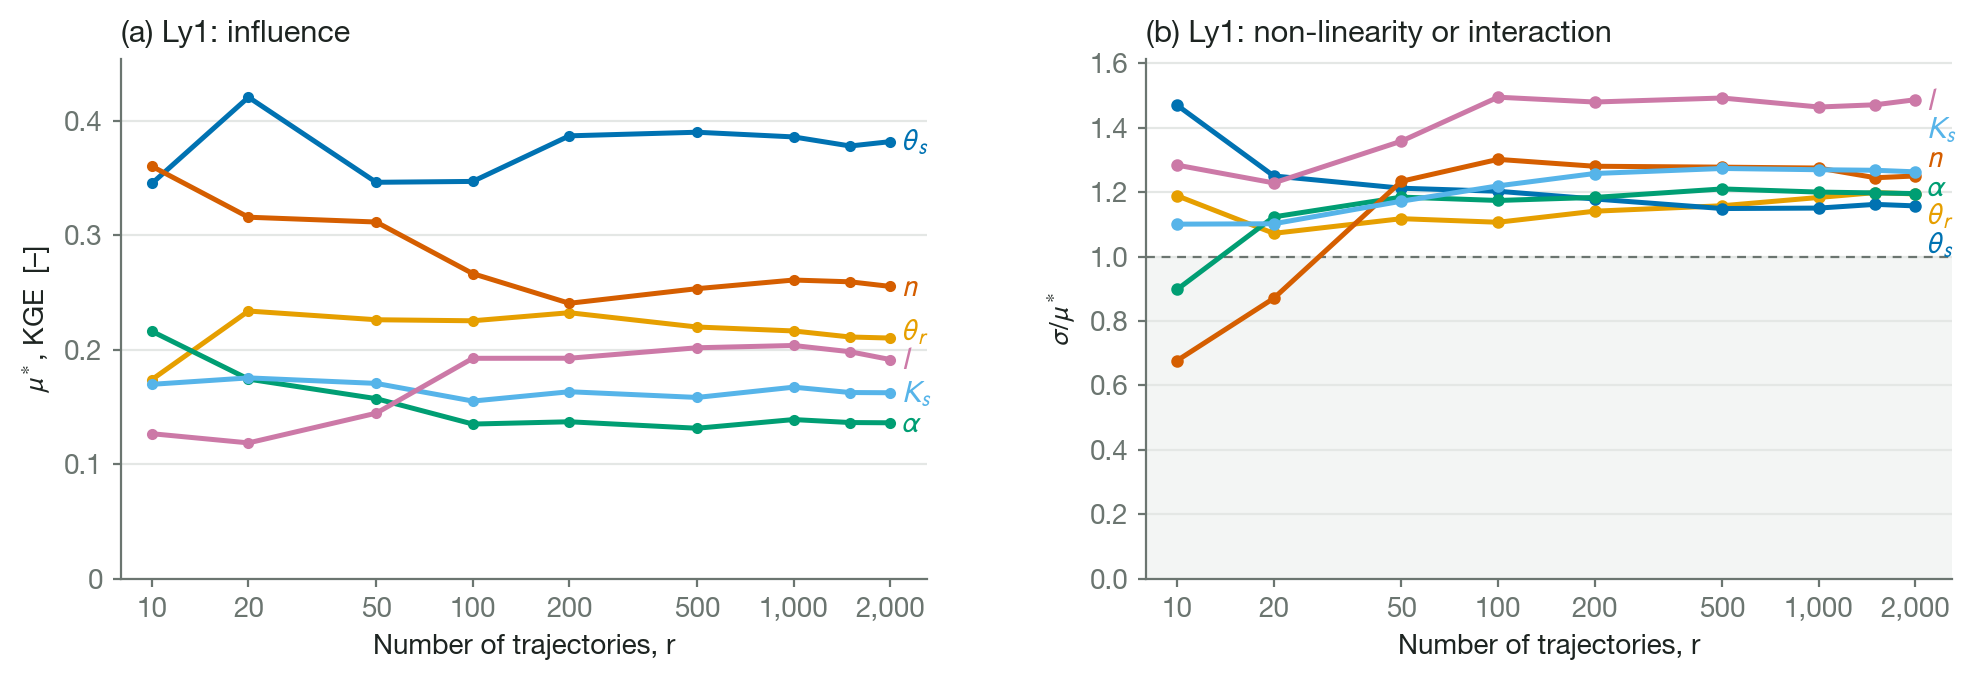 (a) Ly1: influence
0.4
0.3
0.2
0.1
0
μ*, KGE [–]
10 20 50 100 200 500 1,000 2,000
Number of trajectories, r
θs
n
θr
l
Ks
α
(b) Ly1: non-linearity or interaction
1.6
1.4
1.2
1.0
0.8
0.6
0.4
0.2
0.0
σ/μ*
10 20 50 100 200 500 1,000 2,000
Number of trajectories, r
l
Ks
n
α
θr
θs